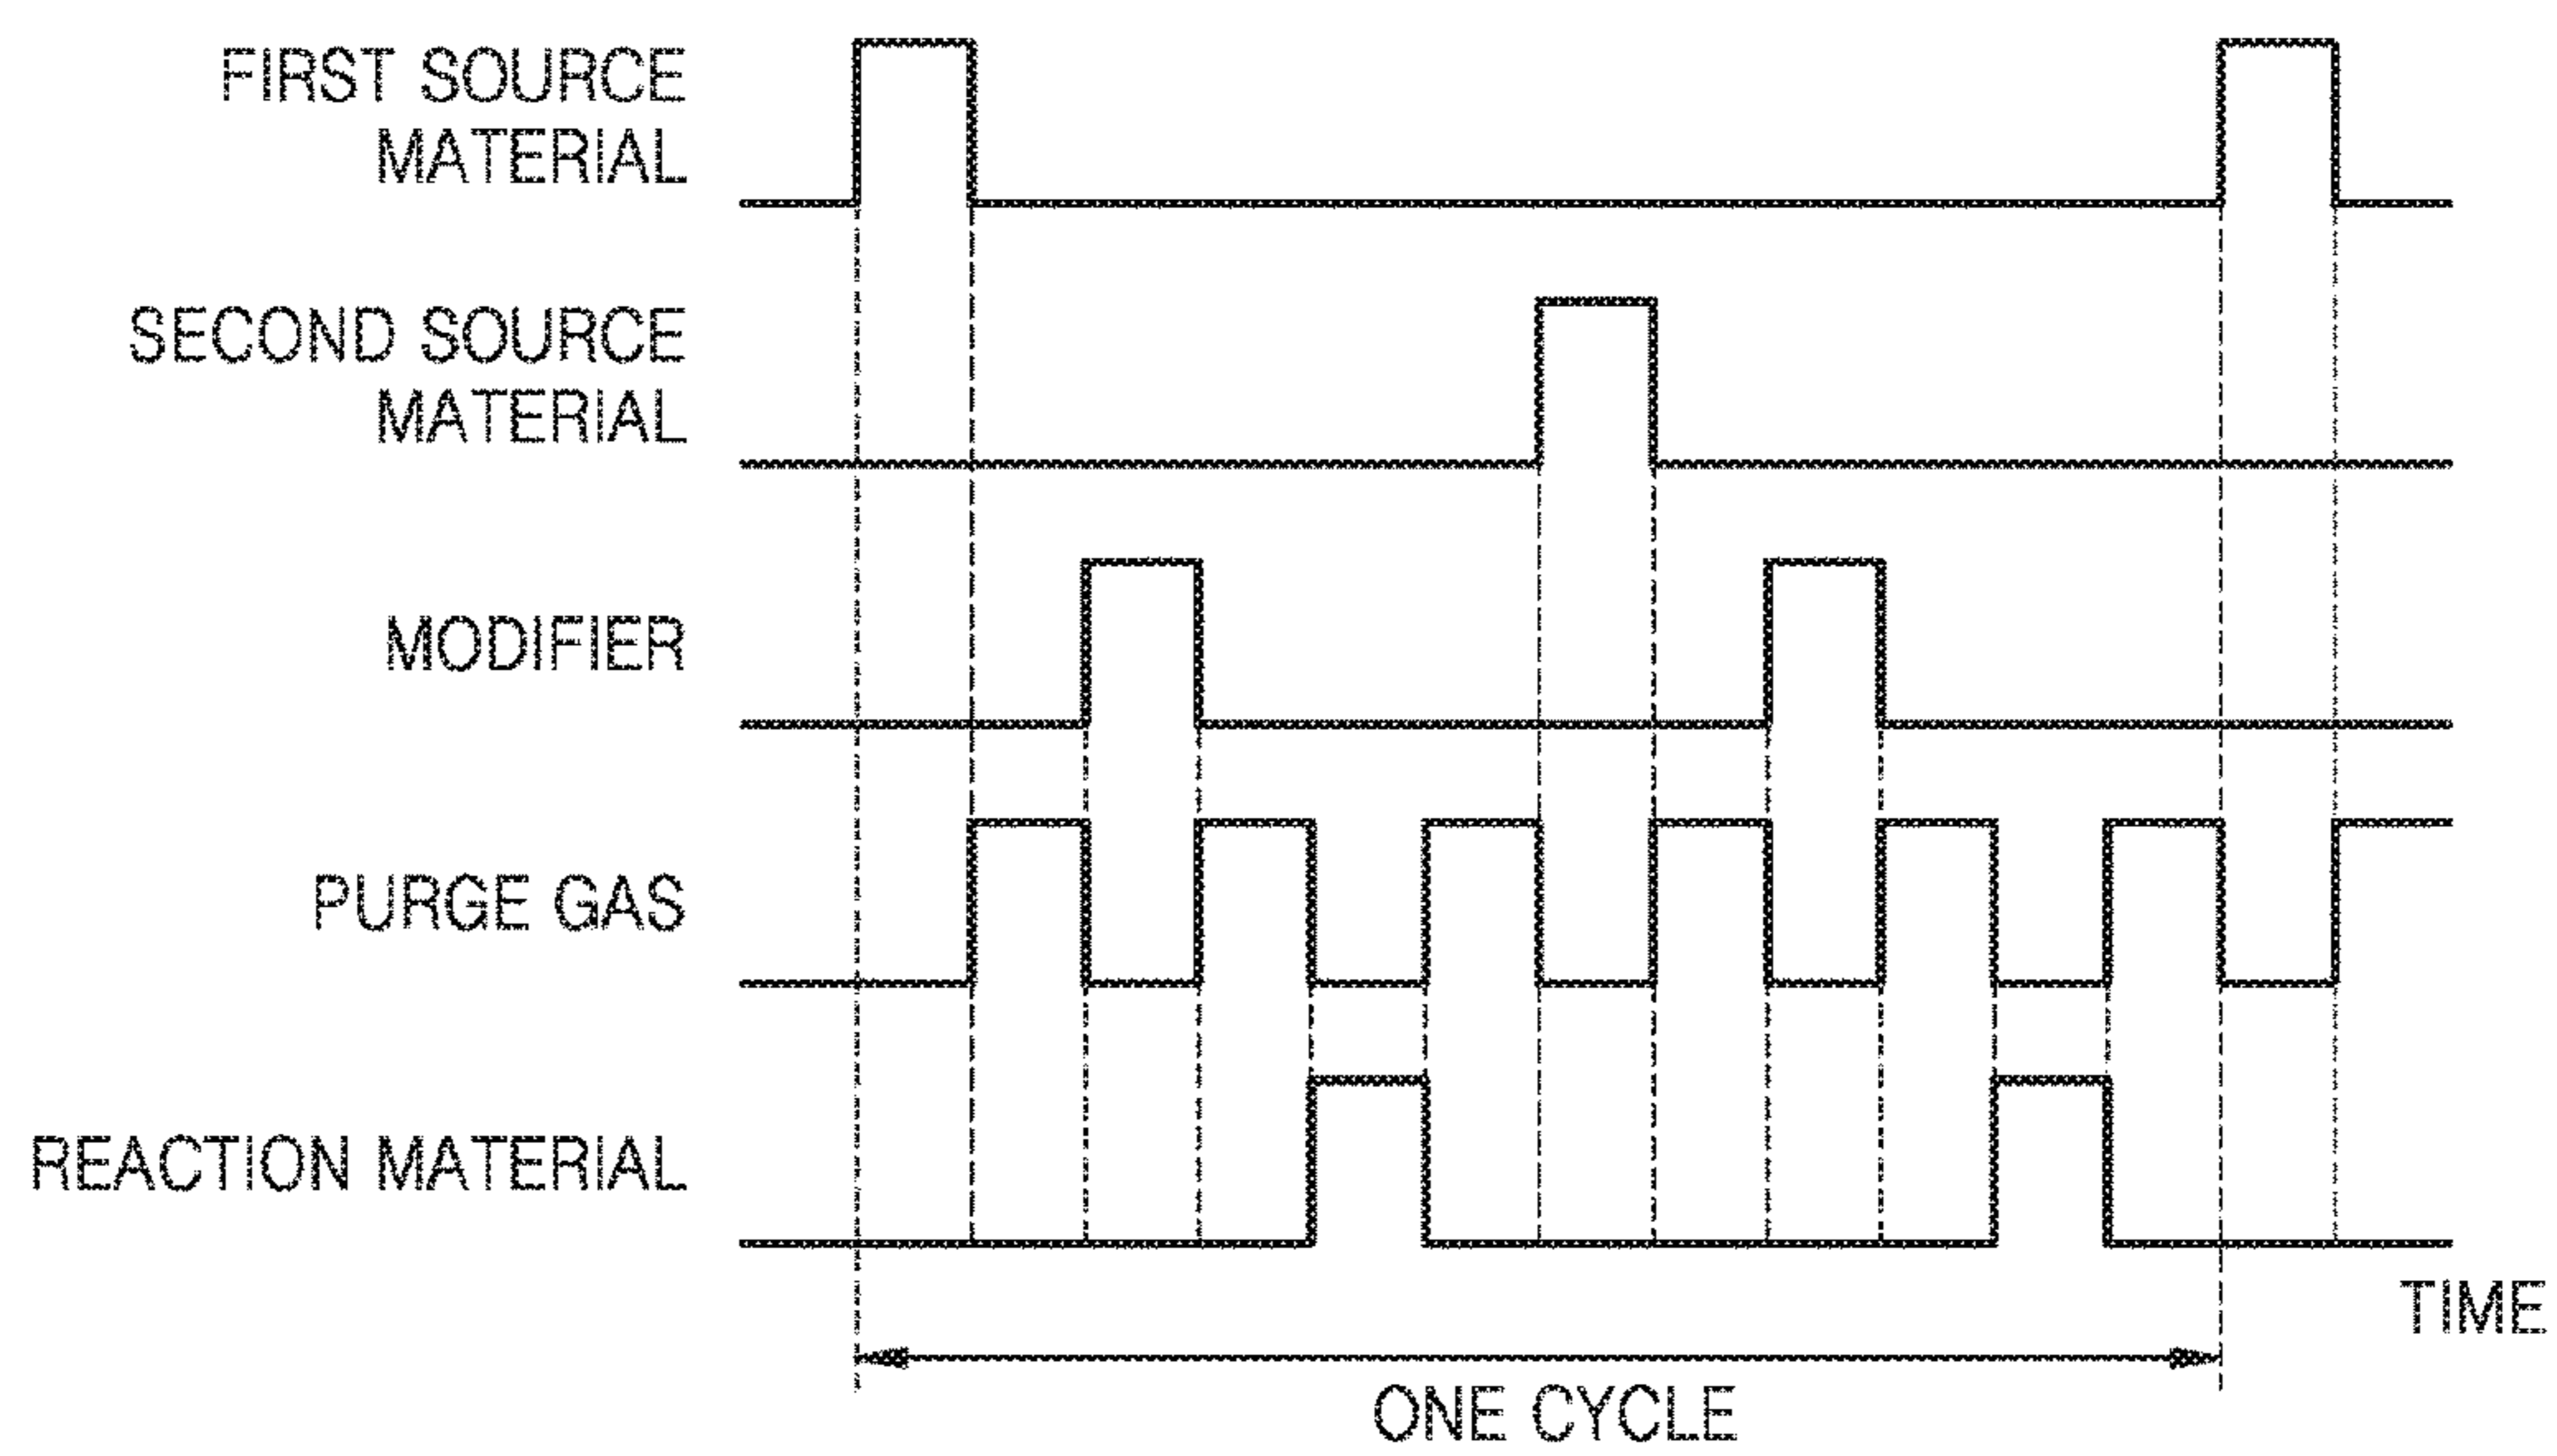 FIRST SOURCE
MATERIAL
SECOND SOURCE
MATERIAL
MODIFIER
PURGE GAS
REACTION MATERIAL
TIME
ONE CYCLE